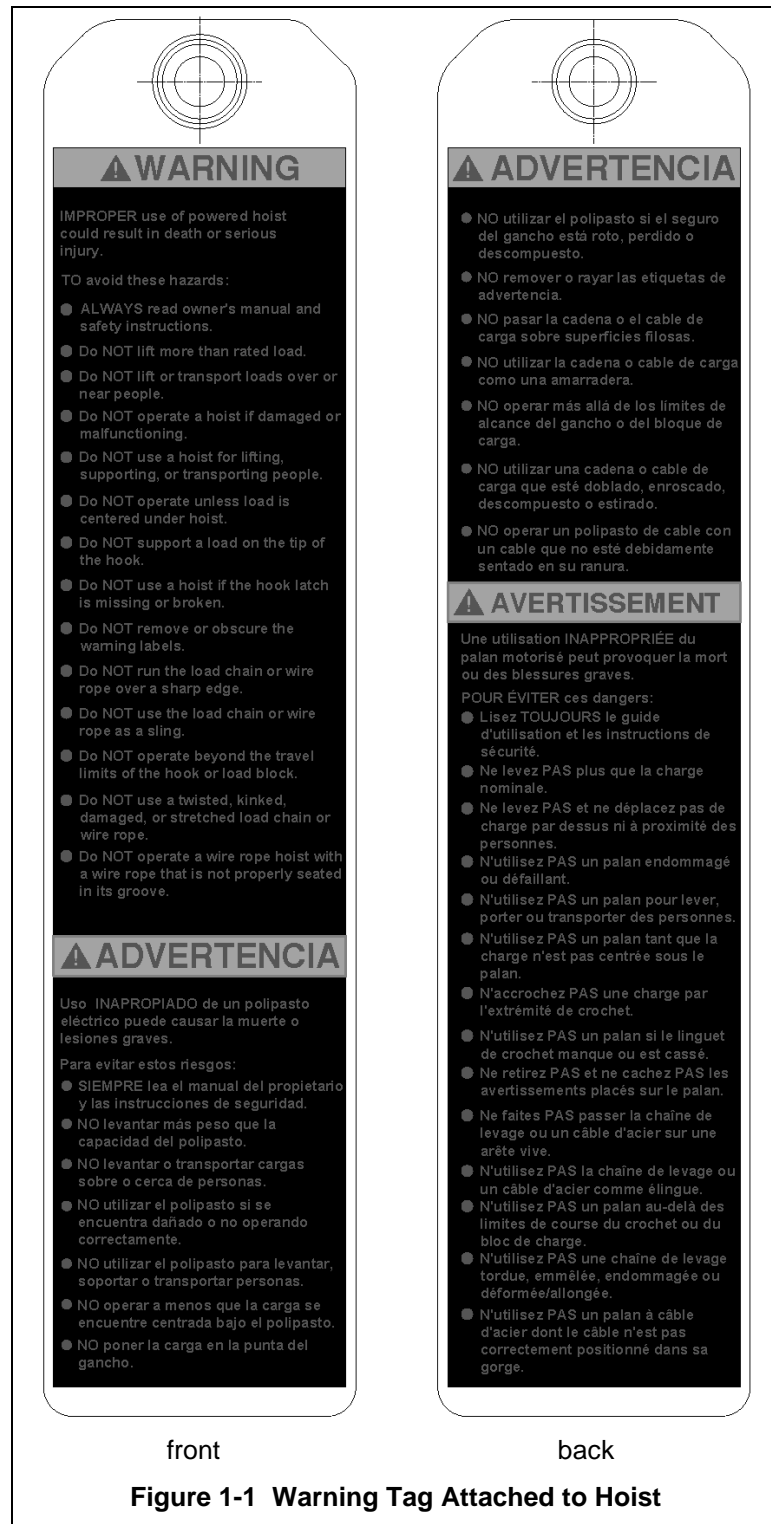 WARNING
IMPROPER use of powered hoist
could result in death or serious
injury.
TO avoid these hazards:
● ALWAYS read owner's manual and
safety instructions.
● Do NOT lift more than rated load.
● Do NOT lift or transport loads over or
near people.
● Do NOT operate a hoist if damaged or
malfunctioning.
● Do NOT use a hoist for lifting,
supporting, or transporting people.
● Do NOT operate unless load is
centered under hoist.
● Do NOT support a load on the tip of
the hook.
● Do NOT use a hoist if the hook latch
is missing or broken.
● Do NOT remove or obscure the
warning labels.
● Do NOT run the load chain or wire
rope over a sharp edge.
● Do NOT use the load chain or wire
rope as a sling.
● Do NOT operate beyond the travel
limits of the hook or load block.
● Do NOT use a twisted, kinked,
damaged, or stretched load chain or
wire rope.
● Do NOT operate a wire rope hoist with
a wire rope that is not properly seated
in its groove.
ADVERTENCIA
Uso INAPROPIADO de un polipasto
eléctrico puede causar la muerte o
lesiones graves.
Para evitar estos riesgos:
● SIEMPRE lea el manual del propietario
y las instrucciones de seguridad.
● NO levantar más peso que la
capacidad del polipasto.
● NO levantar o transportar cargas
sobre o cerca de personas.
● NO utilizar el polipasto si se
encuentra dañado o no operando
correctamente.
● NO utilizar el polipasto para levantar,
soportar o transportar personas.
● NO operar a menos que la carga se
encuentre centrada bajo el polipasto.
● NO poner la carga en la punta del
gancho.
front
ADVERTENCIA
● NO utilizar el polipasto si el seguro
del gancho está roto, perdido o
descompuesto.
● NO remover o rayar las etiquetas de
advertencia.
● NO pasar la cadena o el cable de
carga sobre superficies filosas.
● NO utilizar la cadena o cable de carga
como una amarradera.
● NO operar más allá de los límites de
alcance del gancho o del bloque de
carga.
● NO utilizar una cadena o cable de
carga que esté doblado, enroscado,
descompuesto o estirado.
● NO operar un polipasto de cable con
un cable que no esté debidamente
sentado en su ranura.
AVERTISSEMENT
Une utilisation INAPPROPRIÉE du
palan motorisé peut provoquer la mort
ou des blessures graves.
POUR ÉVITER ces dangers:
● Lisez TOUJOURS le guide
d'utilisation et les instructions de
sécurité.
● Ne levez PAS plus que la charge
nominale.
● Ne levez PAS et ne déplacez pas de
charge par dessus ni à proximité des
personnes.
● N'utilisez PAS un palan endommagé
ou défaillant.
● N'utilisez PAS un palan pour lever,
porter ou transporter des personnes.
● N'utilisez PAS un palan tant que la
charge n'est pas centrée sous le
palan.
● N'accrochez PAS une charge par
l'extrémité de crochet.
● N'utilisez PAS un palan si le linguet
de crochet manque ou est cassé.
● Ne retirez PAS et ne cachez PAS les
avertissements placés sur le palan.
● Ne faites PAS passer la chaîne de
levage ou un câble d'acier sur une
arête vive.
● N'utilisez PAS la chaîne de levage ou
un câble d'acier comme élingue.
● N'utilisez PAS un palan au-delà des
limites de course du crochet ou du
bloc de charge.
● N'utilisez PAS une chaîne de levage
tordue, emmêlée, endommagée ou
déformée/allongée.
● N'utilisez PAS un palan à câble
d'acier dont le câble n'est pas
correctement positionné dans sa
gorge.
back
Figure 1-1 Warning Tag Attached to Hoist